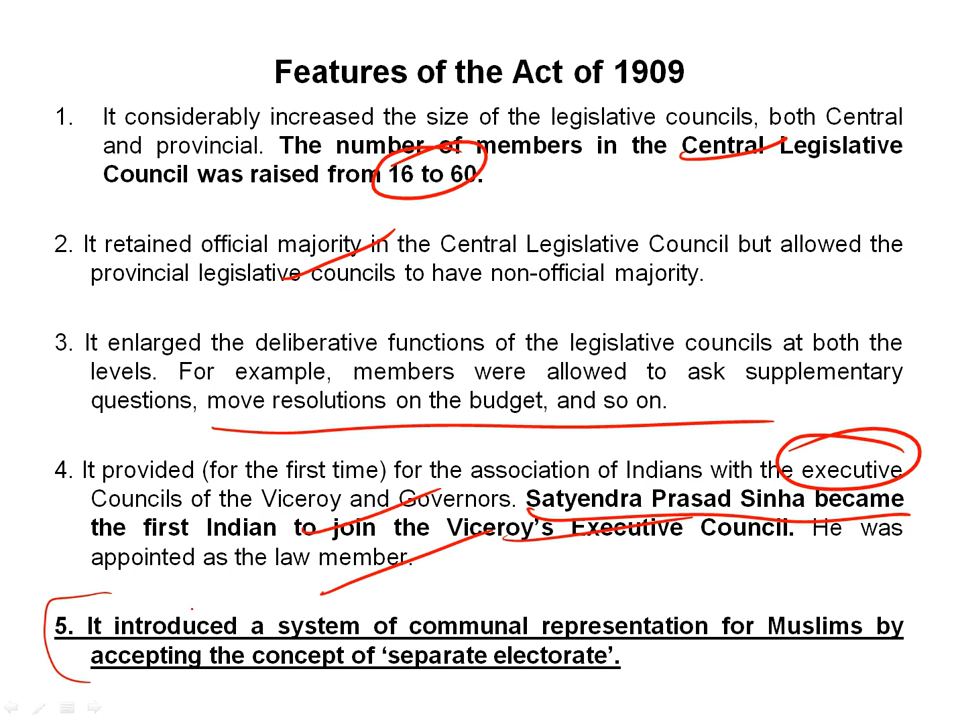 Features of the Act of 1909
1. It considerably increased the size of the legislative councils, both Central
and provincial. The number of members in the Central Legislative
Council was raised from 16 to 60.
2. It retained official majority in the Central Legislative Council but allowed the
provincial legislative councils to have non-official majority.
3. It enlarged the deliberative functions of the legislative councils at both the
levels. For example, members were allowed to ask supplementary
questions, move resolutions on the budget, and so on.
4. It provided (for the first time) for the association of Indians with the executive
Councils of the Viceroy and Governors. Satyendra Prasad Sinha became
the first Indian to join the Viceroy's Executive Council. He was
appointed as the law member.
5. It introduced a system of communal representation for Muslims by
accepting the concept of ‘separate electorate’.